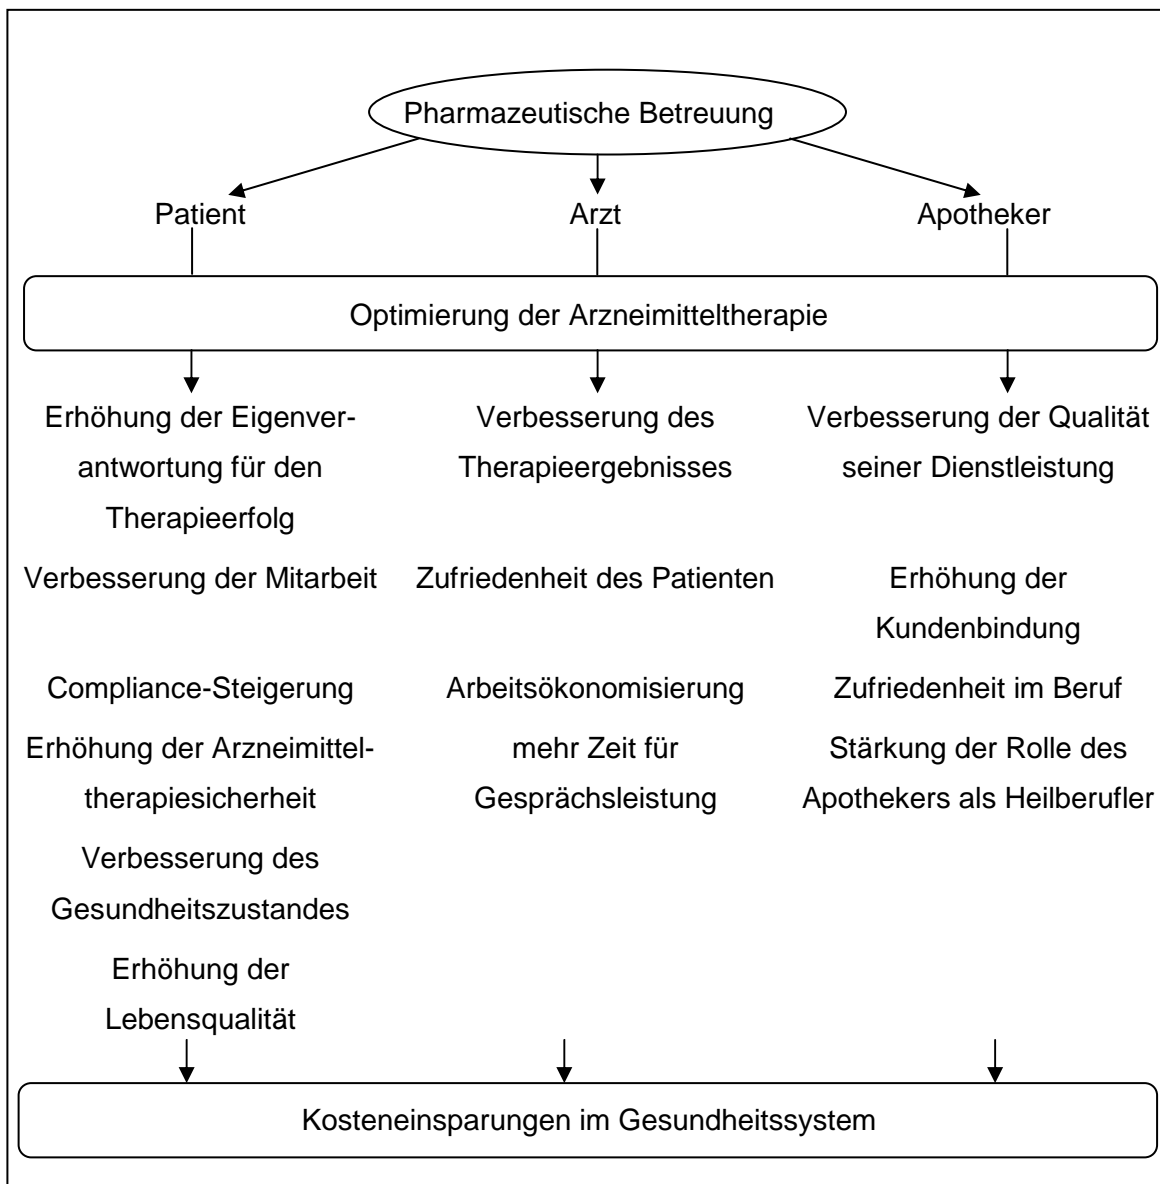 Pharmazeutische Betreuung
Patient
Arzt
Apotheker
Optimierung der Arzneimitteltherapie
Erhöhung der Eigenver-
antwortung für den
Therapieerfolg
Verbesserung der Mitarbeit
Compliance-Steigerung
Erhöhung der Arzneimittel-
therapiesicherheit
Verbesserung des
Gesundheitszustandes
Erhöhung der
Lebensqualität
Verbesserung des
Therapieergebnisses
Zufriedenheit des Patienten
Arbeitsökonomisierung
mehr Zeit für
Gesprächsleistung
Verbesserung der Qualität
seiner Dienstleistung
Erhöhung der
Kundenbindung
Zufriedenheit im Beruf
Stärkung der Rolle des
Apothekers als Heilberufler
Kosteneinsparungen im Gesundheitssystem